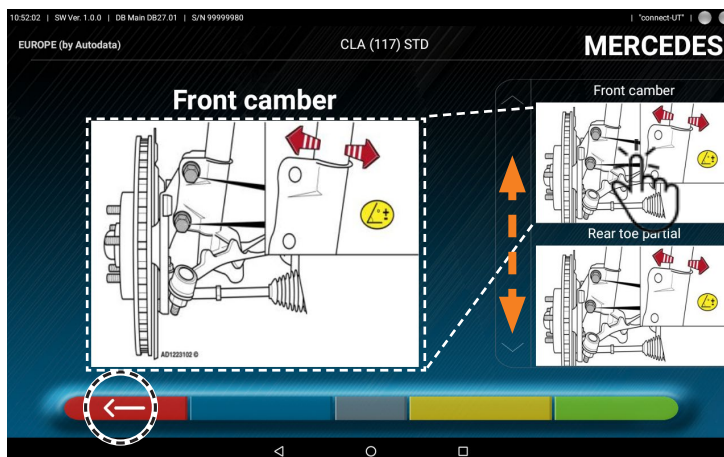 10:52:02 | SW Ver. 1.0.0 | DB Main DB27.01 | S/N 99999980 | "connect-UT" |
EUROPE (by Autodata) CLA (117) STD MERCEDES
Front camber
AD1223102 ©
Front camber
Rear toe partial